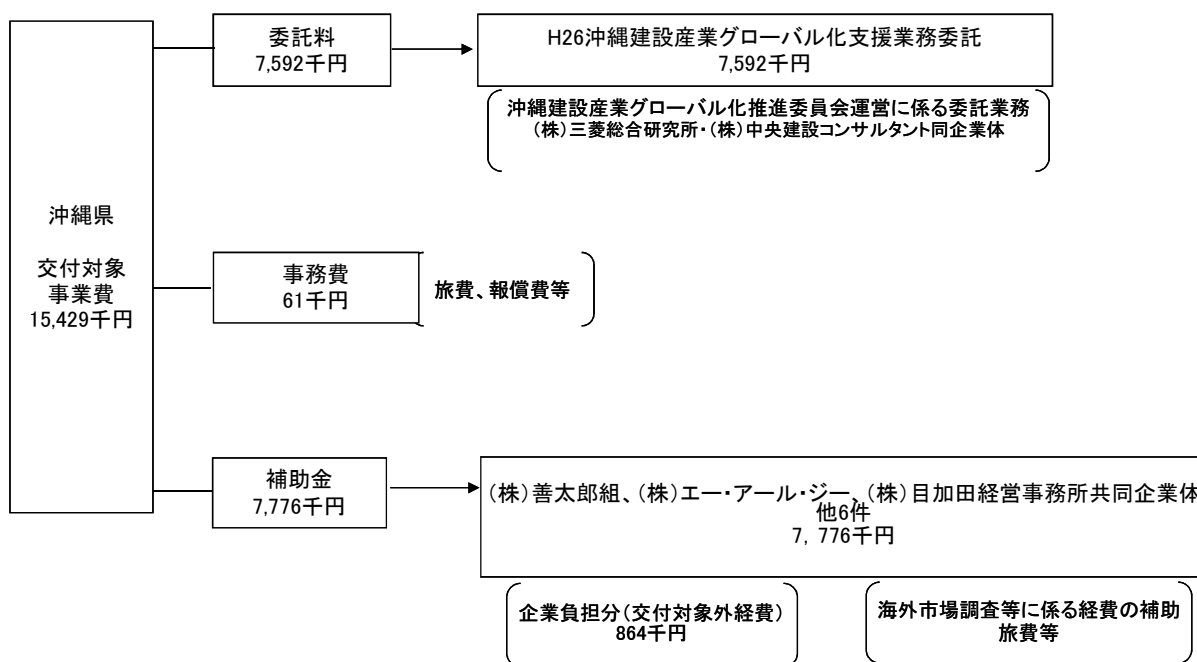 委託料
7,592千円
H26沖縄建設産業グローバル化支援業務委託
7,592千円
沖縄建設産業グローバル化推進委員会運営に係る委託業務
(株)三菱総合研究所・(株)中央建設コンサルタント同企業体
沖縄県
交付対象
事業費
15,429千円
事務費
61千円
旅費、報償費等
補助金
7,776千円
(株)善太郎組、(株)エー・アール・ジー、(株)目加田経営事務所共同企業体
他6件
7, 776千円
企業負担分(交付対象外経費)
864千円
海外市場調査等に係る経費の補助
旅費等